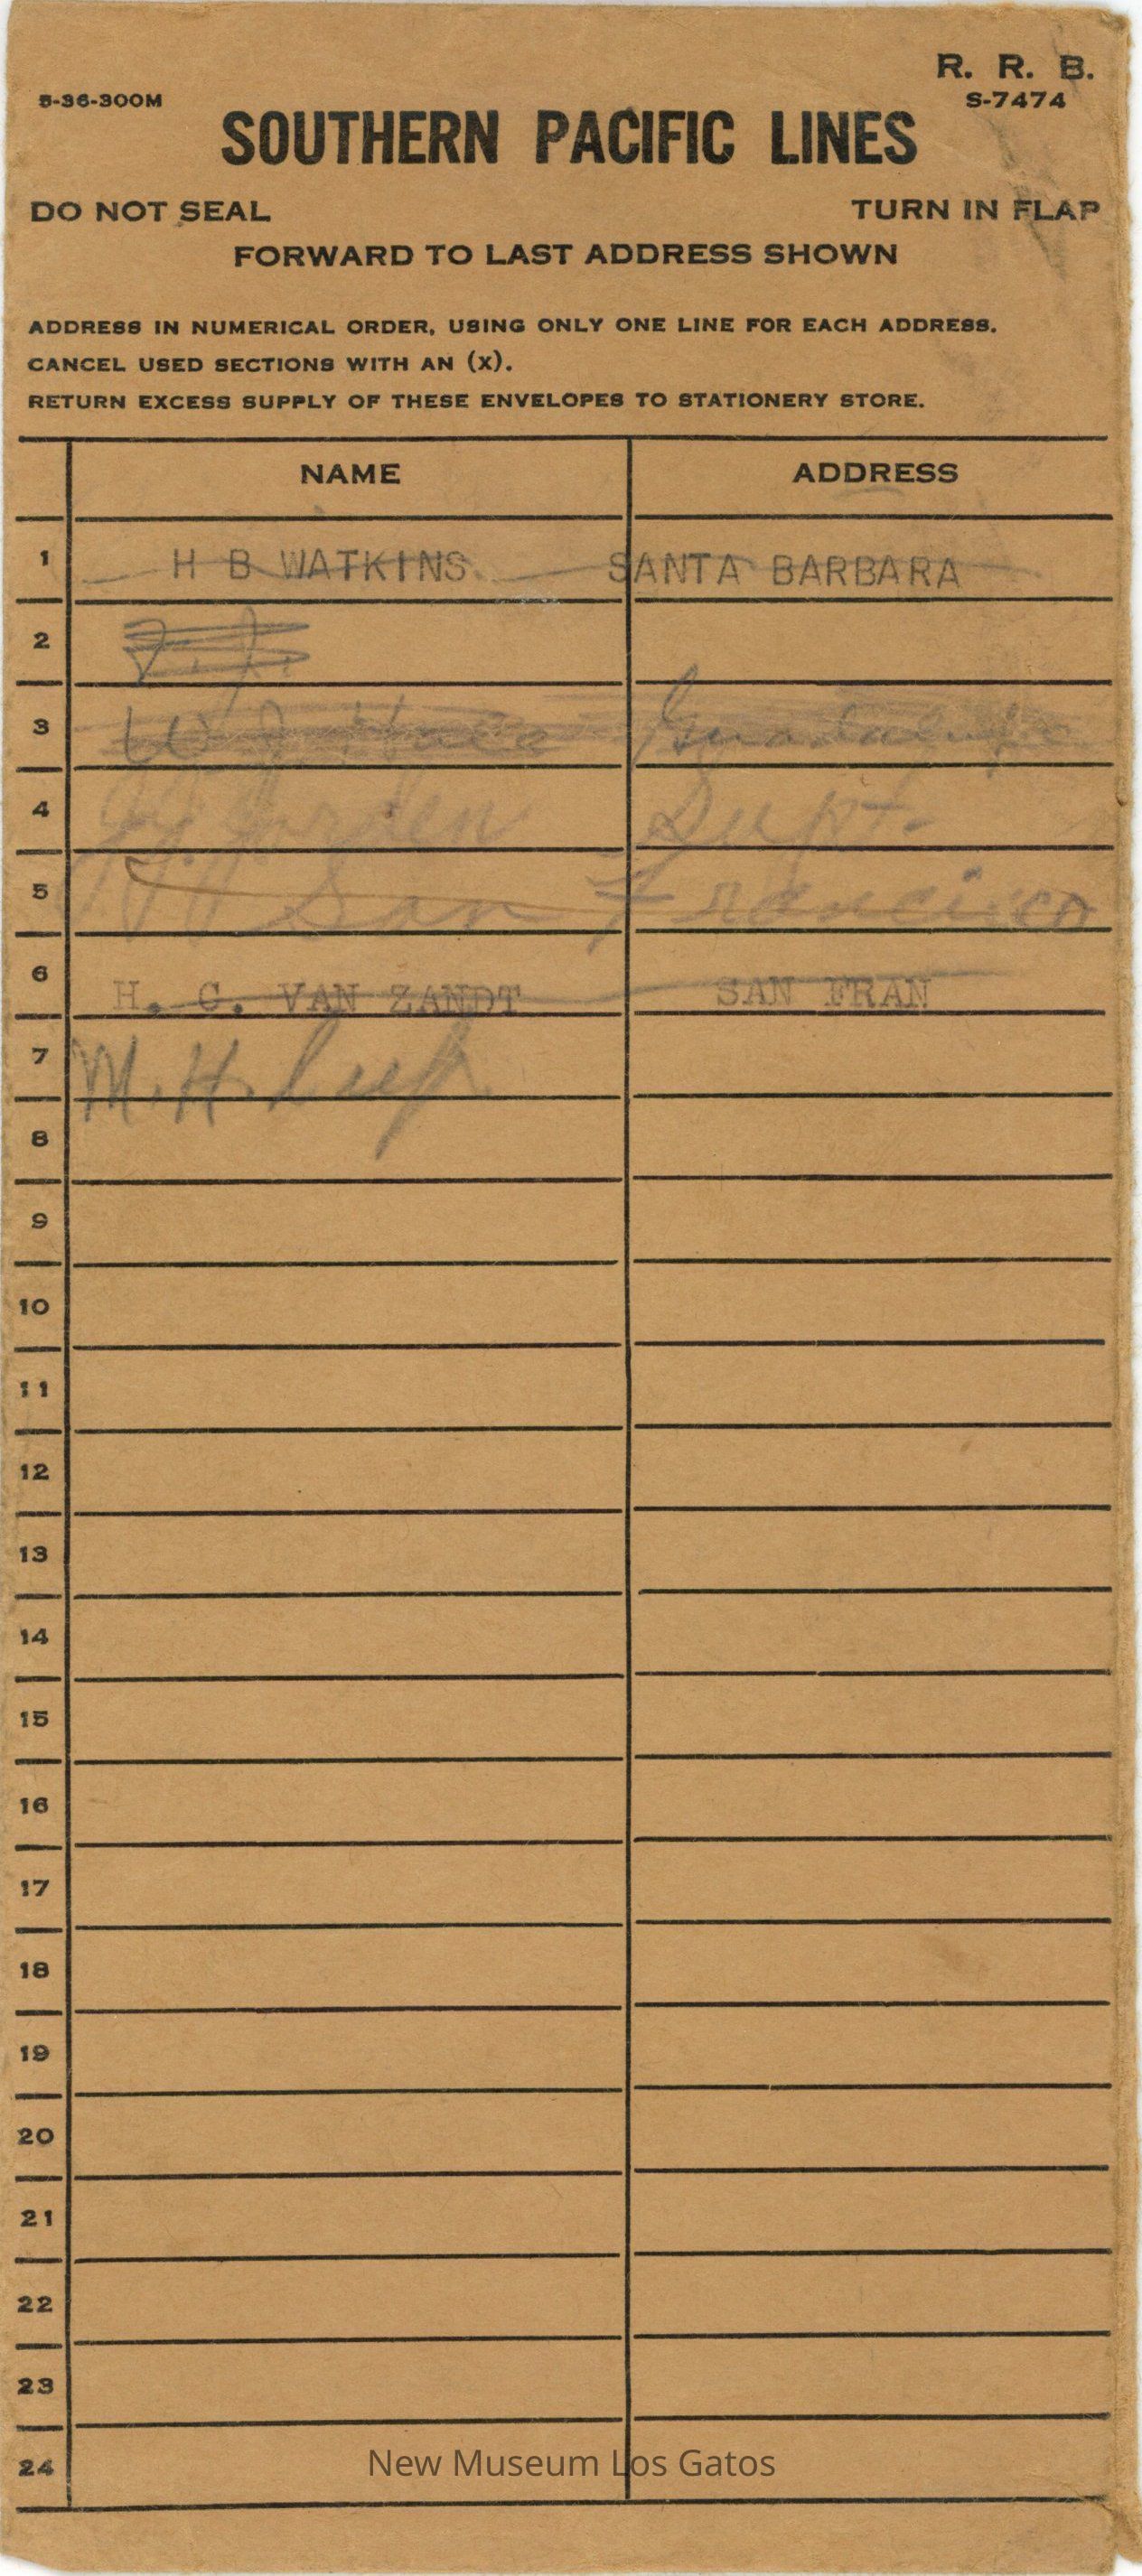 R. R. B.
5-36-300M
S-7474
SOUTHERN PACIFIC LINES
DO NOT SEAL TURN IN FLAP
FORWARD TO LAST ADDRESS SHOWN
ADDRESS IN NUMERICAL ORDER, USING ONLY ONE LINE FOR EACH ADDRESS.
CANCEL USED SECTIONS WITH AN (X).
RETURN EXCESS SUPPLY OF THESE ENVELOPES TO STATIONERY STORE.
NAME ADDRESS
1 H B WATKINS SANTA BARBARA
2
3 Guadalupe
4 Supt.
5 San Francisco
6 H. C. VAN ZANDT SAN FRAN
7 M. H.
8
9
10
11
12
13
14
15
16
17
18
19
20
21
22
23
24 New Museum Los Gatos